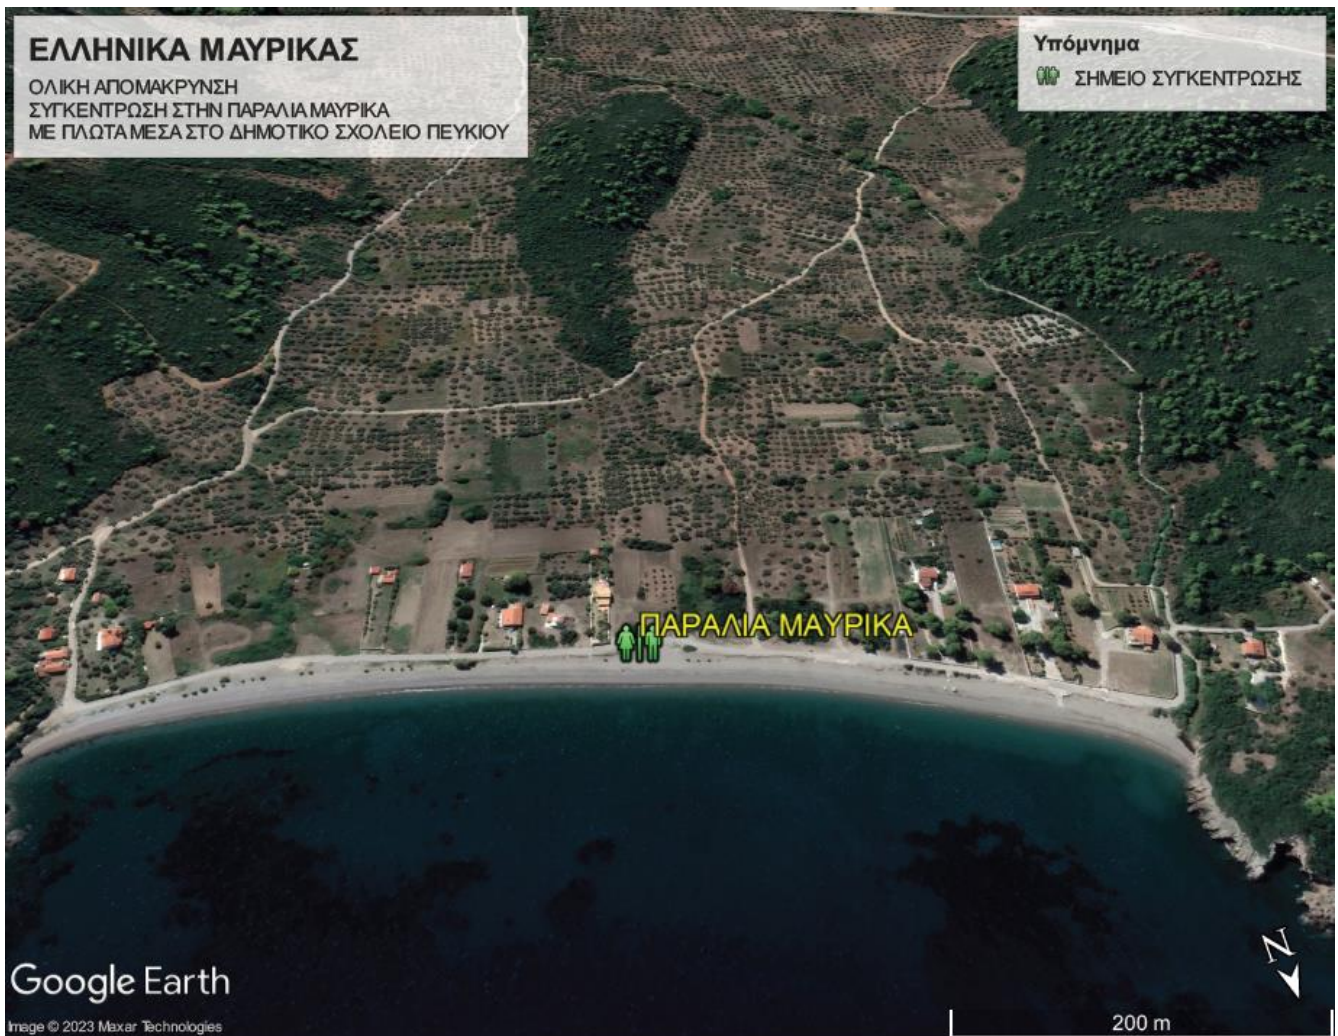 ΕΛΛΗΝΙΚΑ ΜΑΥΡΙΚΑΣ
ΟΛΙΚΗ ΑΠΟΜΑΚΡΥΝΣΗ
ΣΥΓΚΕΝΤΡΩΣΗ ΣΤΗΝ ΠΑΡΑΛΙΑ ΜΑΥΡΙΚΑ
ΜΕ ΠΛΩΤΑ ΜΕΣΑ ΣΤΟ ΔΗΜΟΤΙΚΟ ΣΧΟΛΕΙΟ ΠΕΥΚΙΟΥ
Υπόμνημα
ΣΗΜΕΙΟ ΣΥΓΚΕΝΤΡΩΣΗΣ
ΠΑΡΑΛΙΑ ΜΑΥΡΙΚΑ
N
Google Earth
Image © 2023 Maxar Technologies
200 m